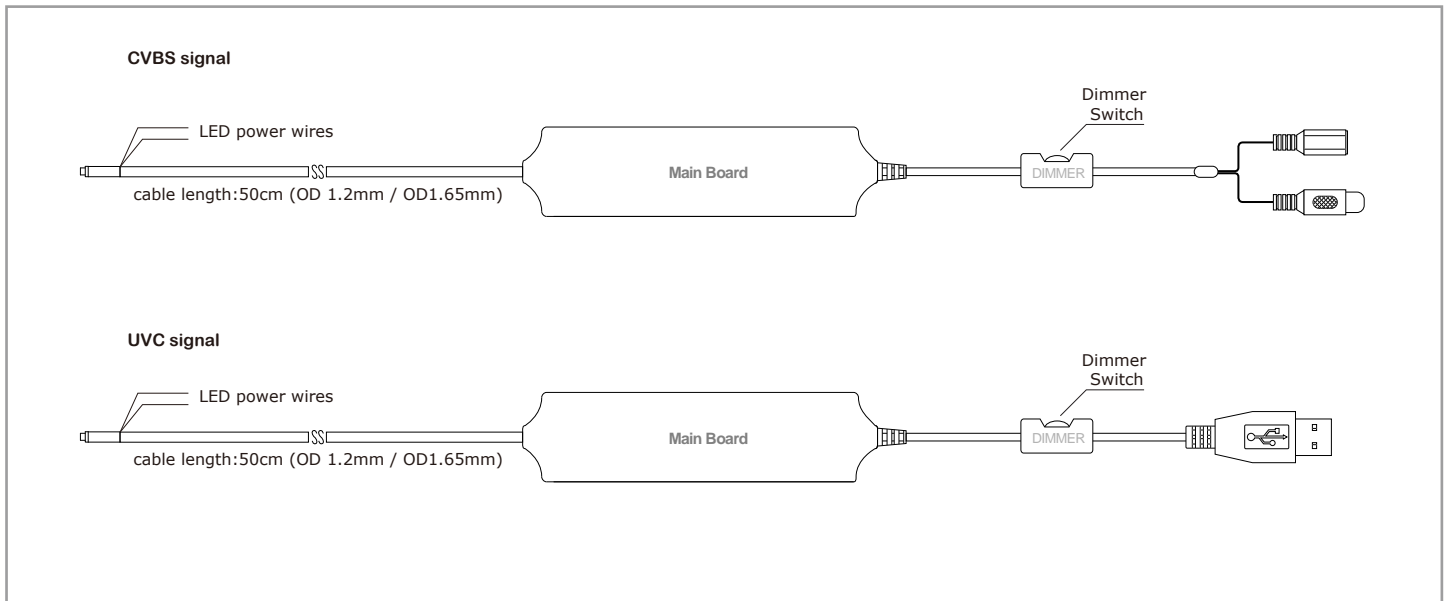 CVBS signal
Dimmer
Switch
LED power wires
Main Board
DIMMER
cable length:50cm (OD 1.2mm / OD1.65mm)
UVC signal
Dimmer
Switch
LED power wires
Main Board
DIMMER
cable length:50cm (OD 1.2mm / OD1.65mm)